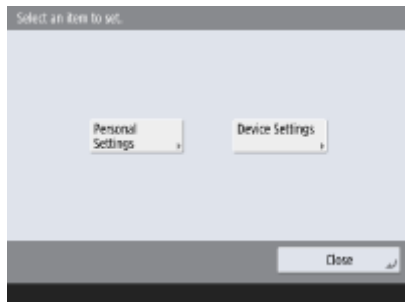 Select an item to set.
Personal
Settings
Device Settings
Close